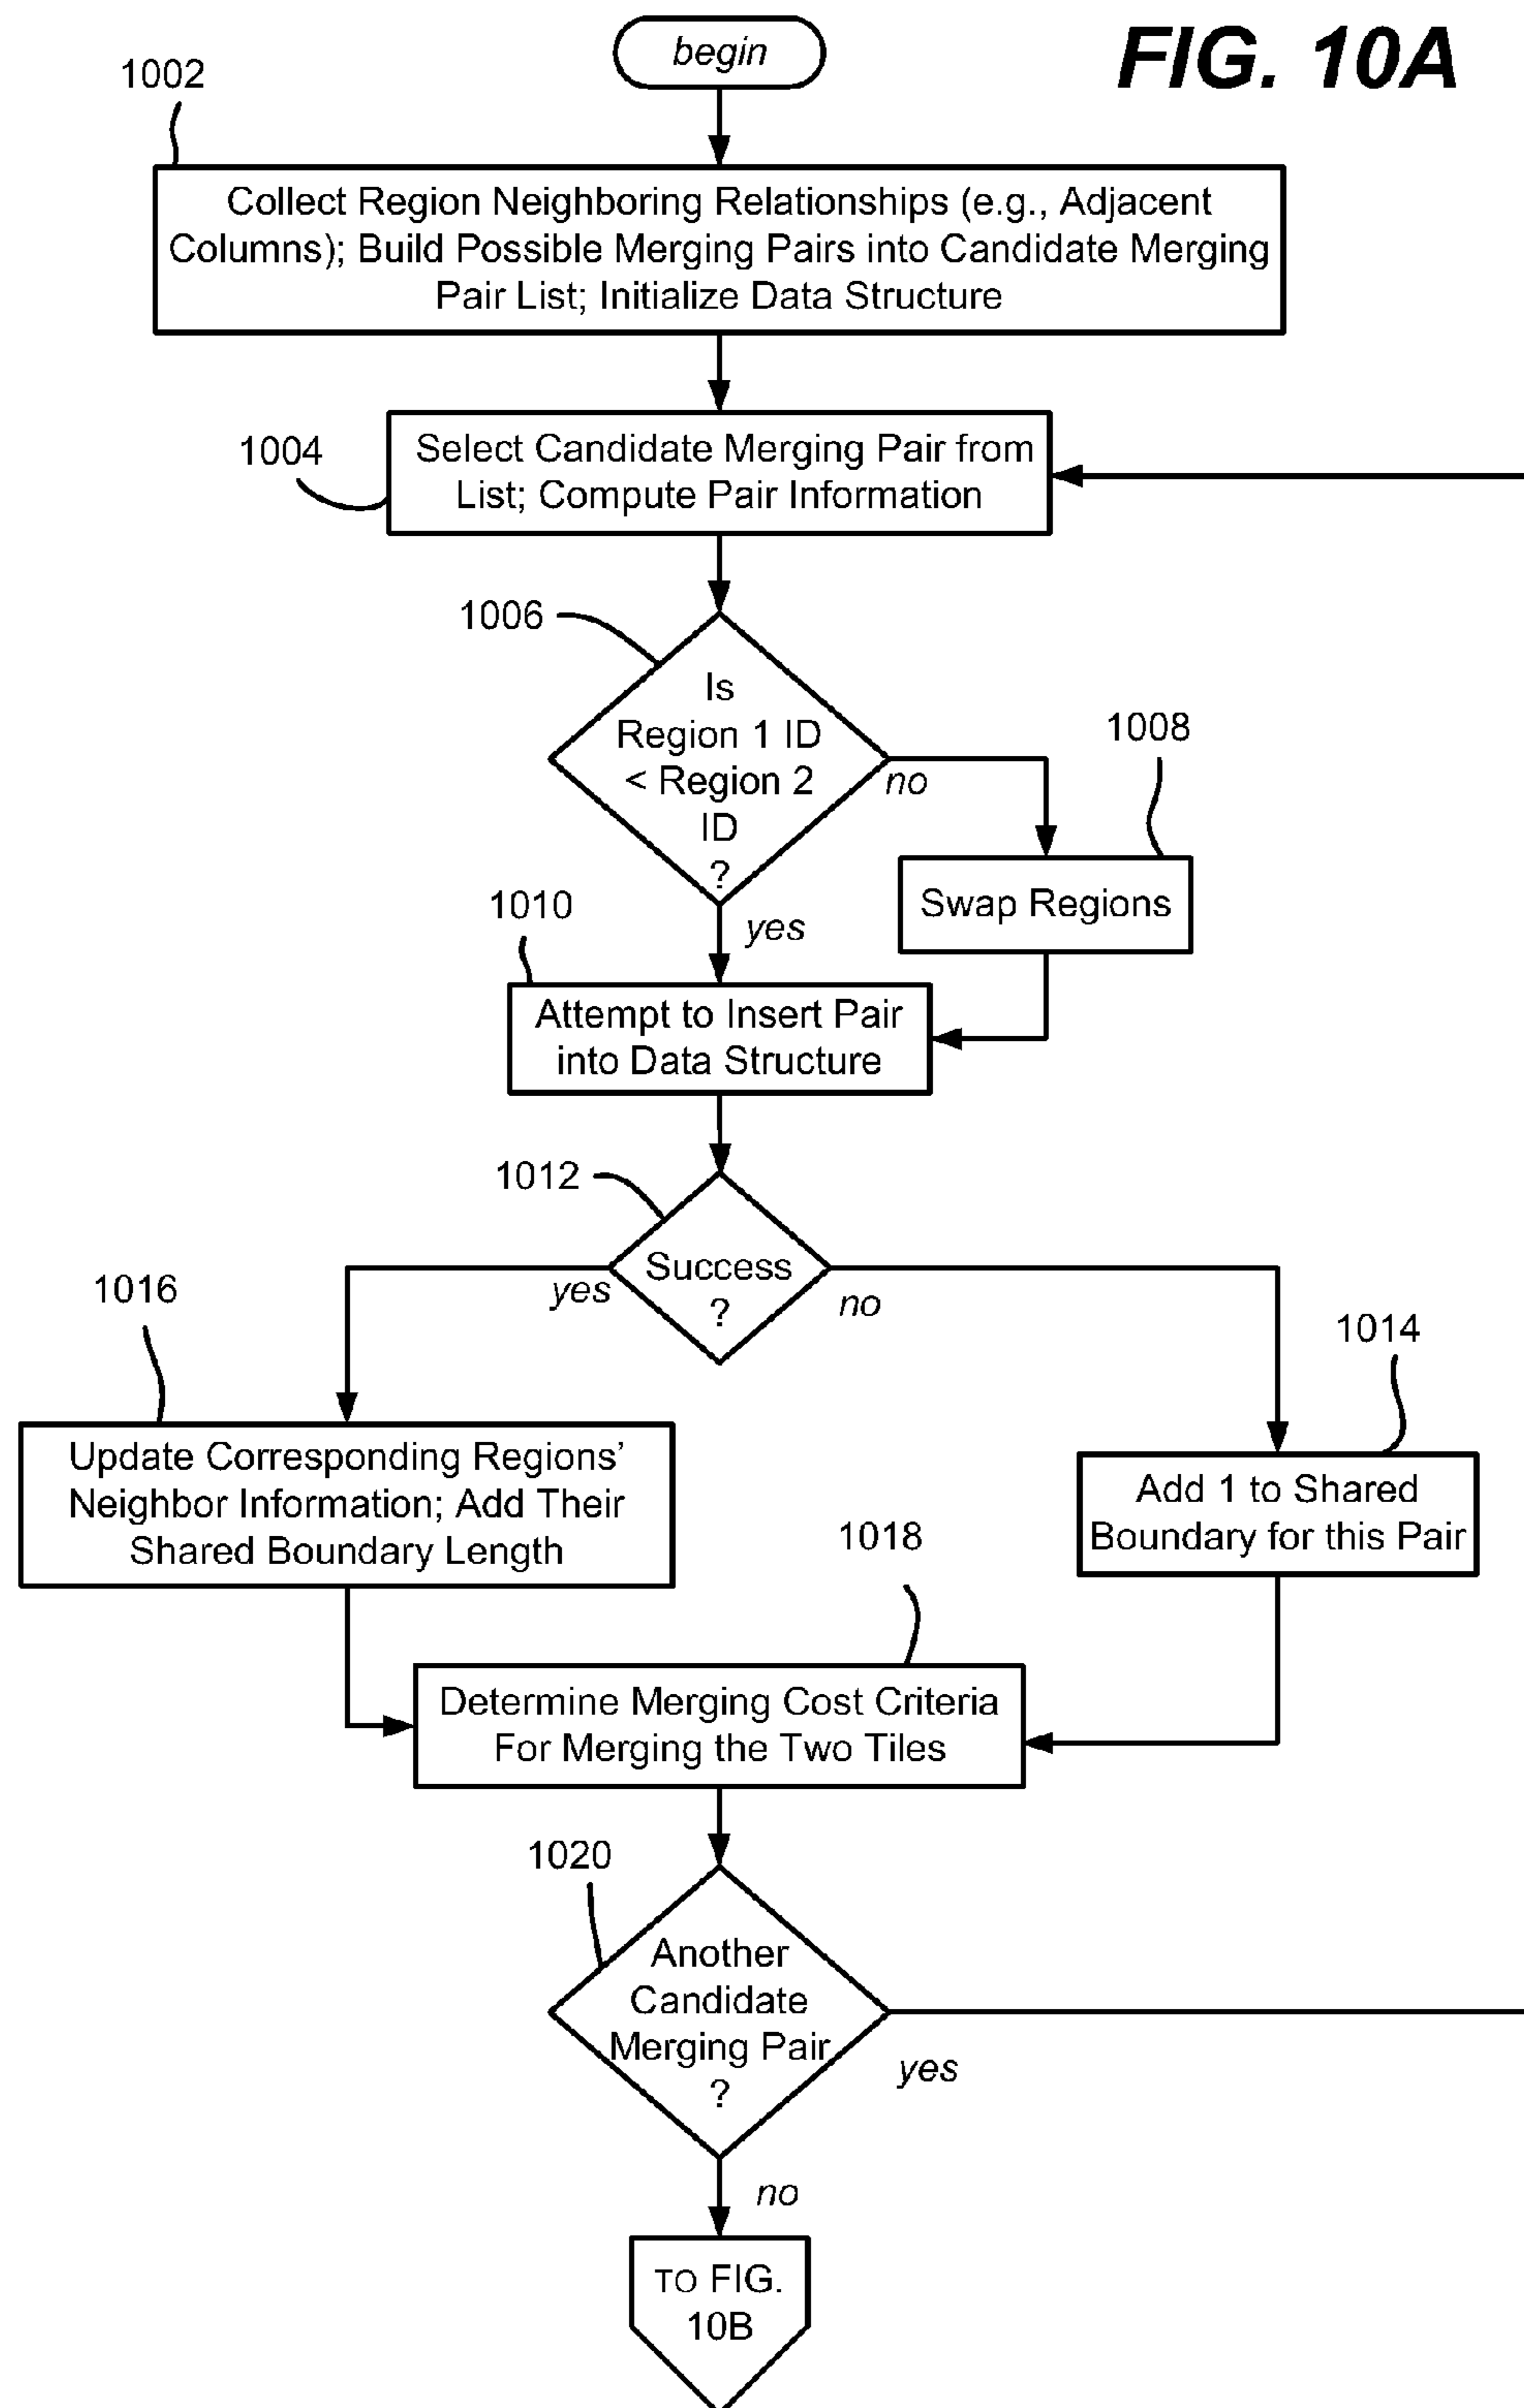 FIG. 10A
begin
1002
Collect Region Neighboring Relationships (e.g., Adjacent
Columns); Build Possible Merging Pairs into Candidate Merging
Pair List; Initialize Data Structure
1004
Select Candidate Merging Pair from
List; Compute Pair Information
1006
Is
Region 1 ID
< Region 2
ID
?
no
1008
Swap Regions
yes
1010
Attempt to Insert Pair
into Data Structure
1012
Success
?
yes
no
1016
Update Corresponding Regions’
Neighbor Information; Add Their
Shared Boundary Length
1014
Add 1 to Shared
Boundary for this Pair
1018
Determine Merging Cost Criteria
For Merging the Two Tiles
1020
Another
Candidate
Merging Pair
?
yes
no
TO FIG.
10B